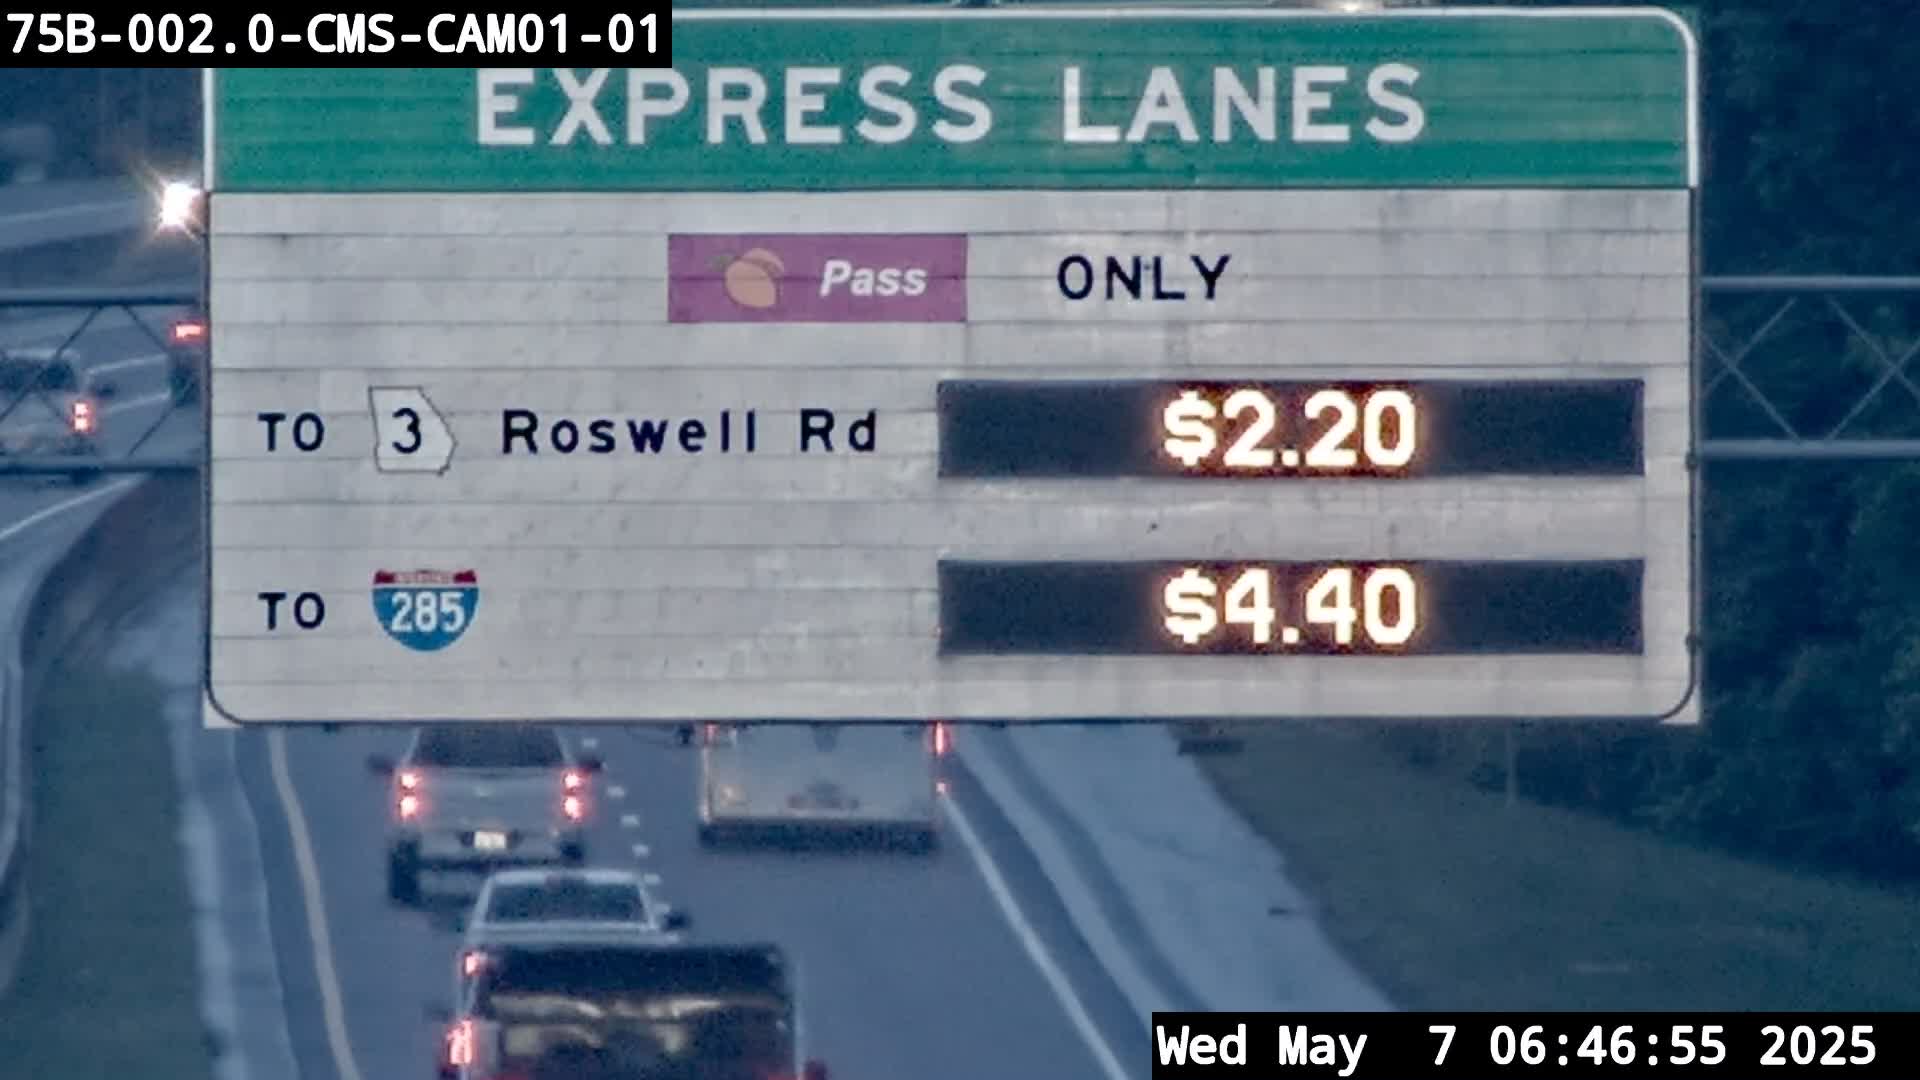 75B-002.0-CMS-CAM01-01
EXPRESS LANES
Pass ONLY
TO 3 Roswell Rd $2.20
TO 285 $4.40
Wed May 7 06:46:55 2025